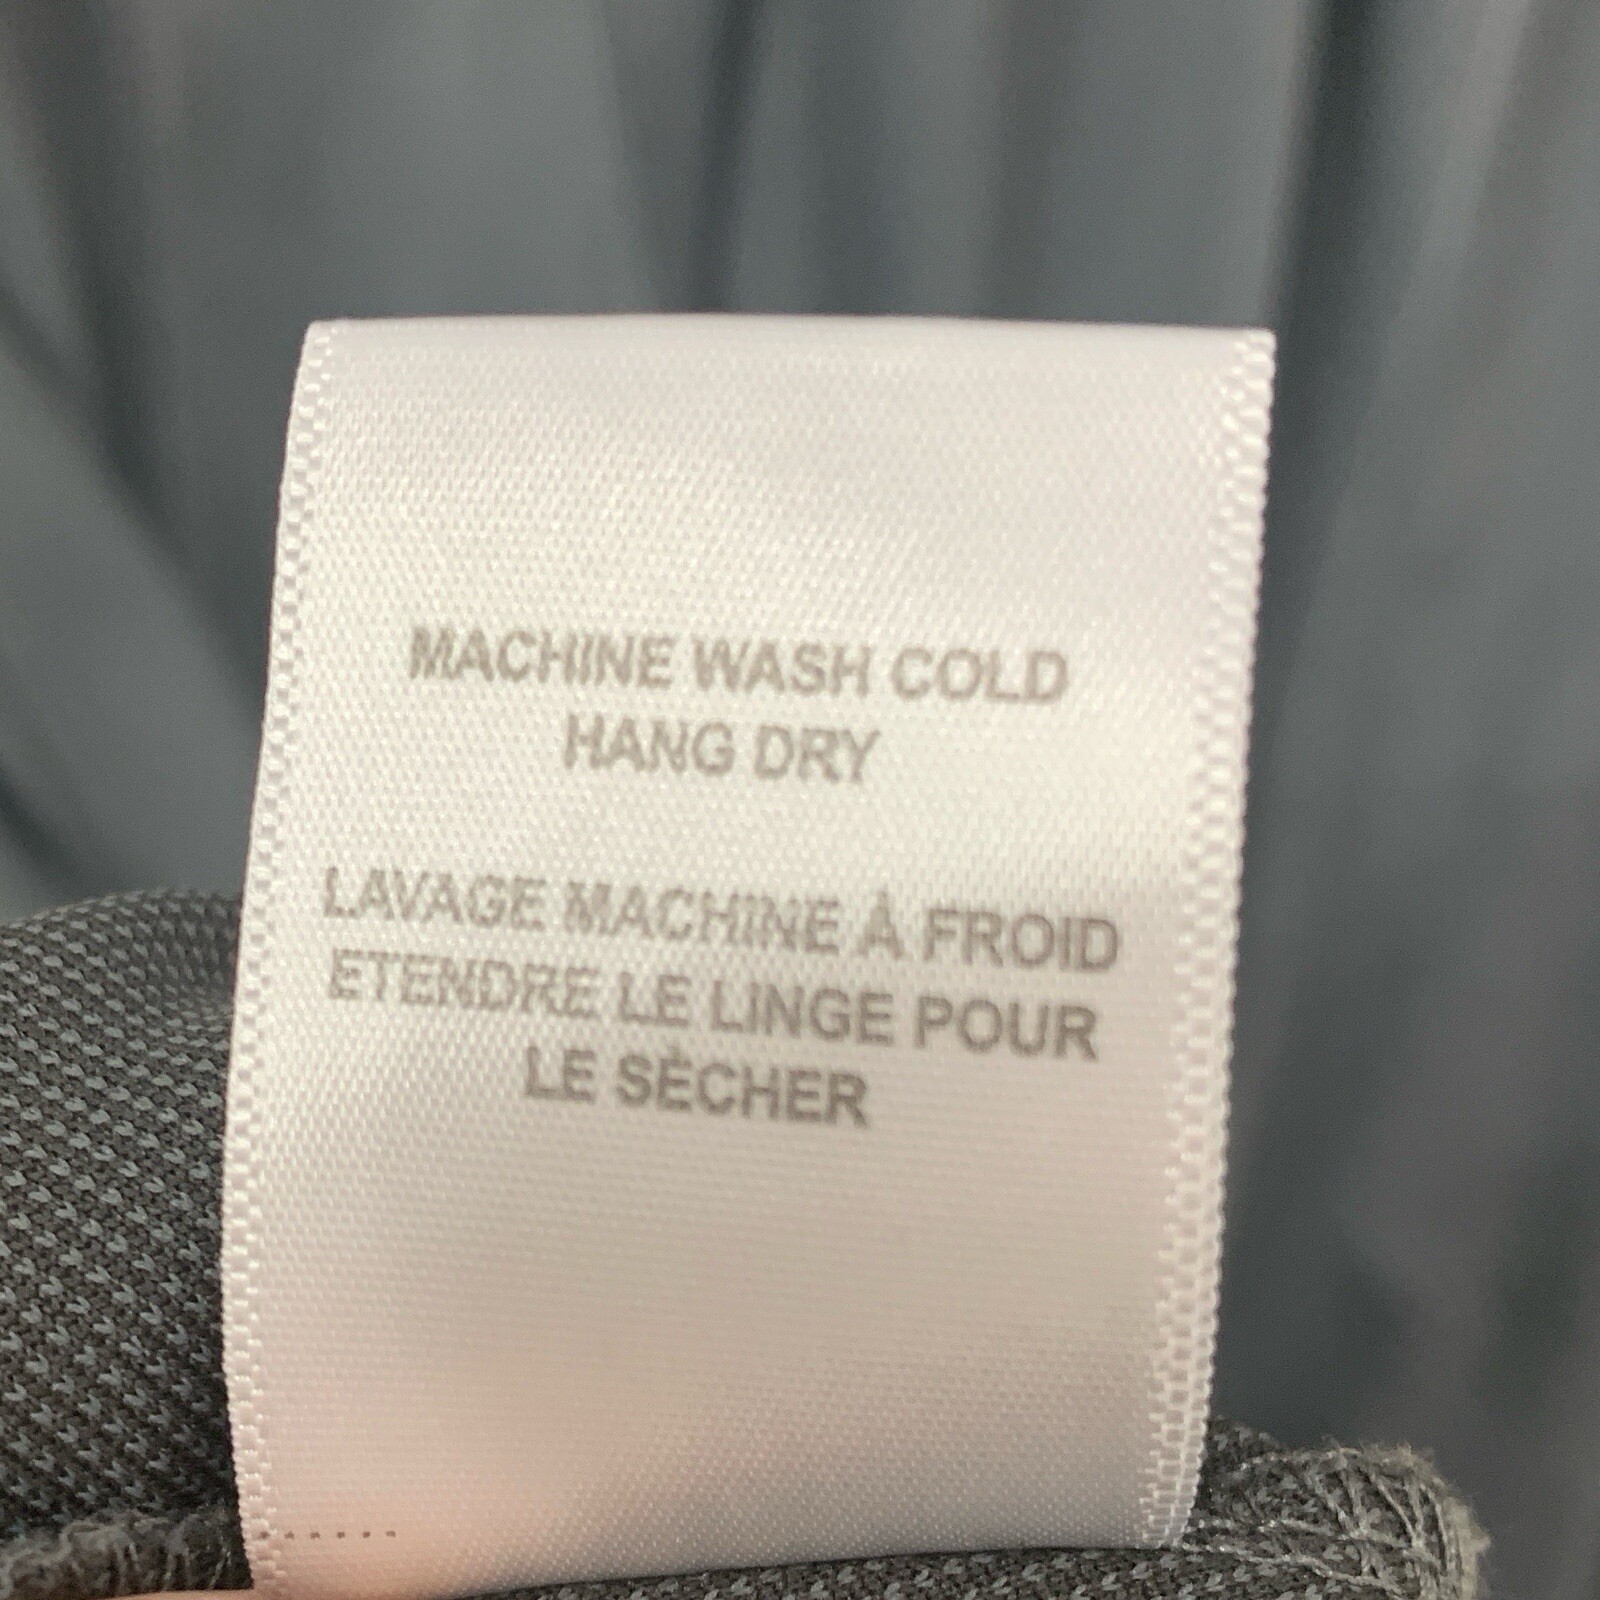 MACHINE WASH COLD
HANG DRY
LAVAGE MACHINE À FROID
ETENDRE LE LINGE POUR
LE SÈCHER